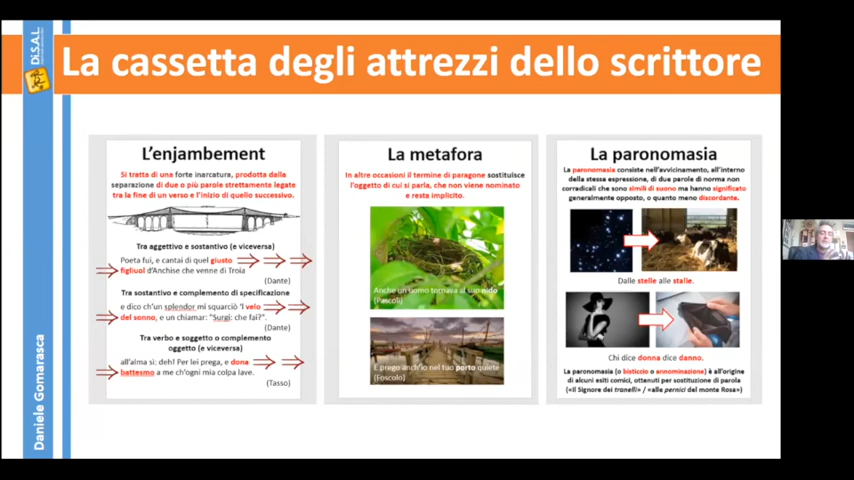 Di.S.A.L.
La cassetta degli attrezzi dello scrittore
Daniele Gomarasca
L'enjambement
Si tratta di una forte inarcatura, prodotta dalla
separazione di due o più parole strettamente legate
tra la fine di un verso e l'inizio di quello successivo.
Tra aggettivo e sostantivo (e viceversa)
Poeta fui, e cantai di quel giusto
figliuol d'Anchise che venne di Troia
(Dante)
Tra sostantivo e complemento di specificazione
e dico ch'un splendor mi squarciò 'l velo
del sonno, e un chiamar: "Surgi: che fai?".
(Dante)
Tra verbo e soggetto o complemento
oggetto (e viceversa)
all'alma sì: deh! Per lei prega, e dona
battesmo a me ch'ogni mia colpa lave.
(Tasso)
La metafora
In altre occasioni il termine di paragone sostituisce
l'oggetto di cui si parla, che non viene nominato
e resta implicito.
Anche un uomo tornava al suo nido
(Pascoli)
E prego anch'io nel tuo porto quiete
(Foscolo)
La paronomasia
La paronomasia consiste nell'avvicinamento, all'interno
della stessa espressione, di due parole di norma non
corradicali che sono simili di suono ma hanno significato
generalmente opposto, o quanto meno discordante.
Dalle stelle alle stalle.
Chi dice donna dice danno.
La paronomasia (o bisticcio o annominazione) è all'origine
di alcuni esiti comici, ottenuti per sostituzione di parola
(«Il Signore dei tranelli» / «alle pernici del monte Rosa»)